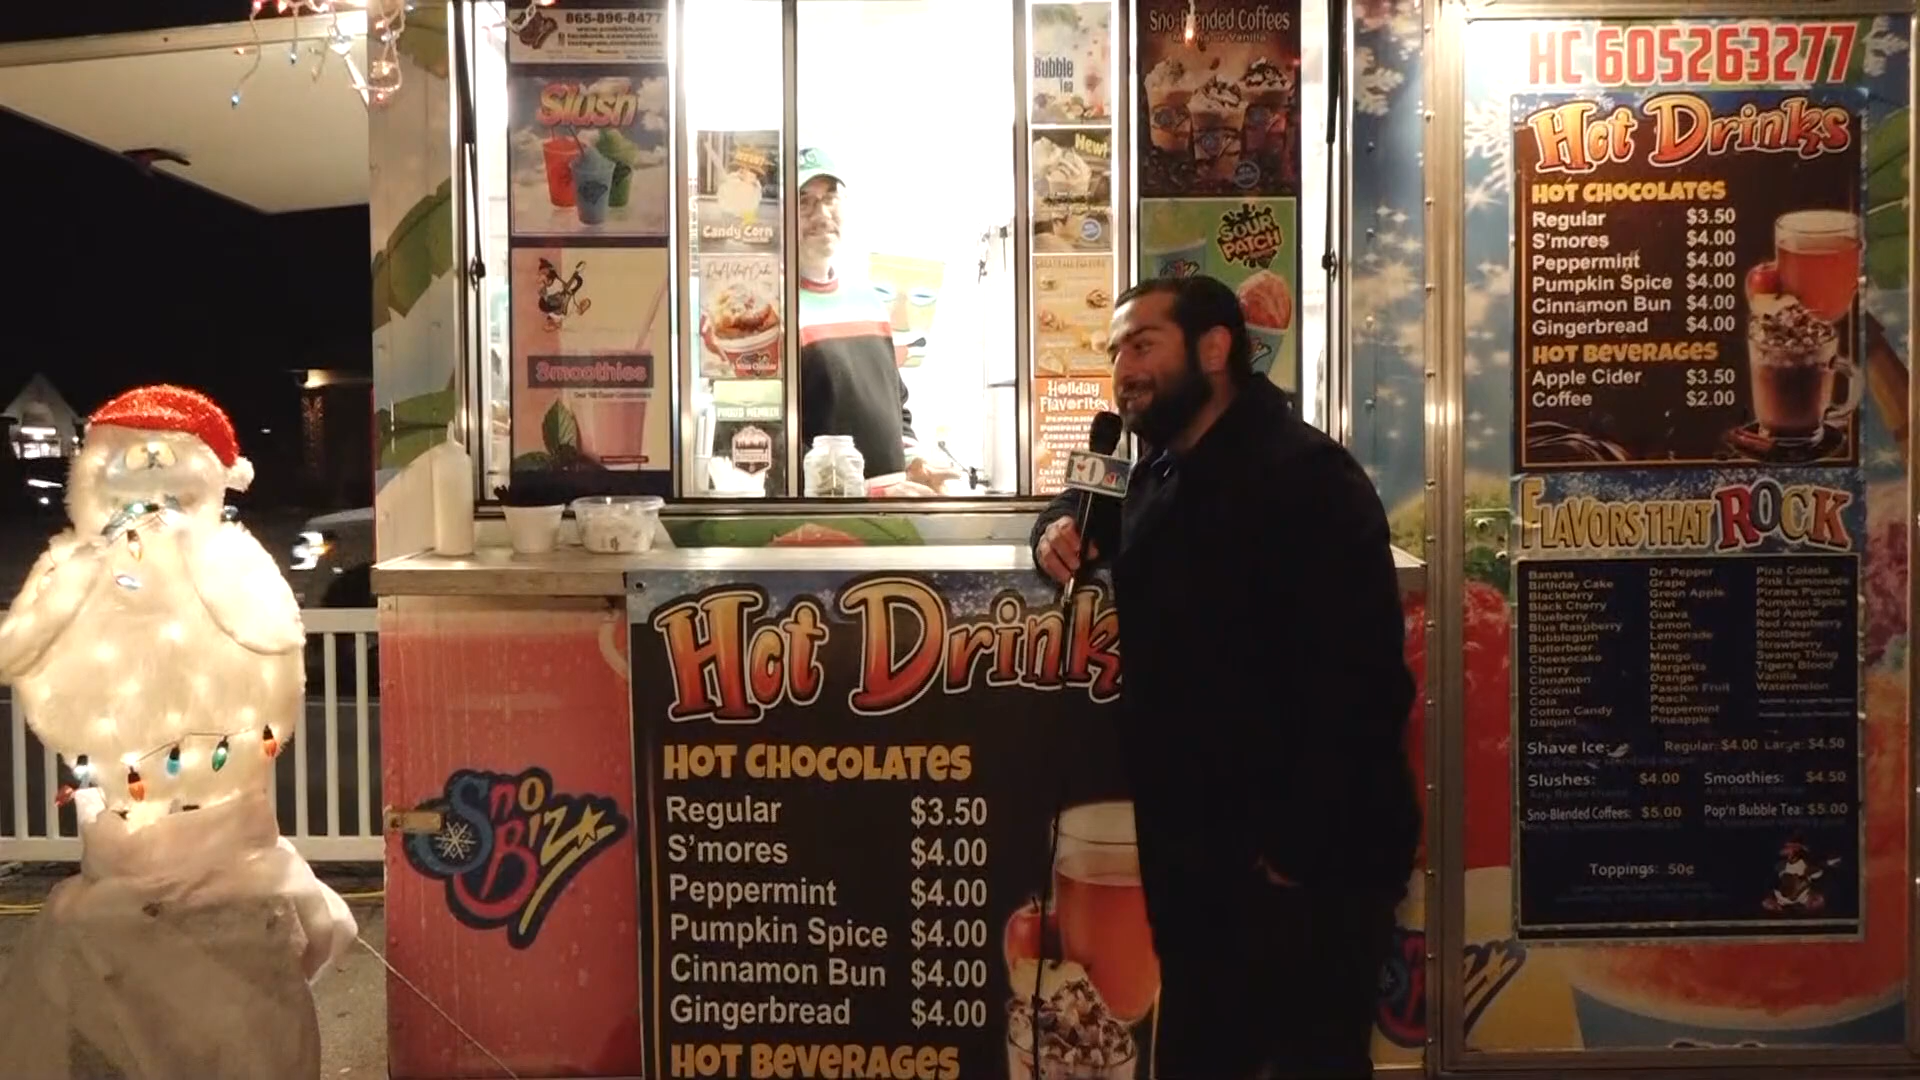 865-896-8477
Slush
Smoothies
New!
Candy Corn
Red Velvet Cake
PROUD MEMBER
Bubble
Tea
New!
Holiday
Flavorites
Sno-Blended Coffees
SOUR
PATCH
10
Sno
Biz
Hot Drink
HOT CHOCOLATES
Regular $3.50
S'mores $4.00
Peppermint $4.00
Pumpkin Spice $4.00
Cinnamon Bun $4.00
Gingerbread $4.00
HOT BEVERAGES
HC 605263277
Hot Drinks
HOT CHOCOLATES
Regular $3.50
S'mores $4.00
Peppermint $4.00
Pumpkin Spice $4.00
Cinnamon Bun $4.00
Gingerbread $4.00
HOT BEVERAGES
Apple Cider $3.50
Coffee $2.00
FLAVORS THAT ROCK
Banana
Birthday Cake
Blackberry
Black Cherry
Blueberry
Blue Raspberry
Bubblegum
Butterbeer
Cheesecake
Cherry
Cinnamon
Coconut
Cola
Cotton Candy
Daiquiri
Dr. Pepper
Grape
Green Apple
Kiwi
Guava
Lemon
Lemonade
Lime
Mango
Margarita
Orange
Passion Fruit
Peach
Peppermint
Pineapple
Pina Colada
Pink Lemonade
Pirates Punch
Pumpkin Spice
Red Apple
Red raspberry
Rootbeer
Strawberry
Swamp Thing
Tigers Blood
Vanilla
Watermelon
Shave Ice: Regular: $4.00 Large: $4.50
Slushes: $4.00 Smoothies: $4.50
Sno-Blended Coffees: $5.00 Pop'n Bubble Tea: $5.00
Toppings: 50¢